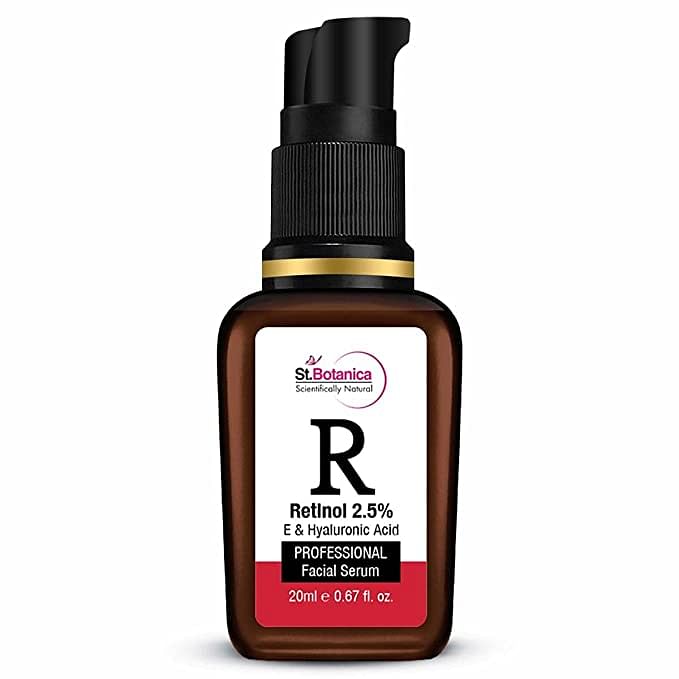 St.Botanica
Scientifically Natural
R
Retinol 2.5%
E & Hyaluronic Acid
PROFESSIONAL
Facial Serum
20ml e 0.67 fl. oz.